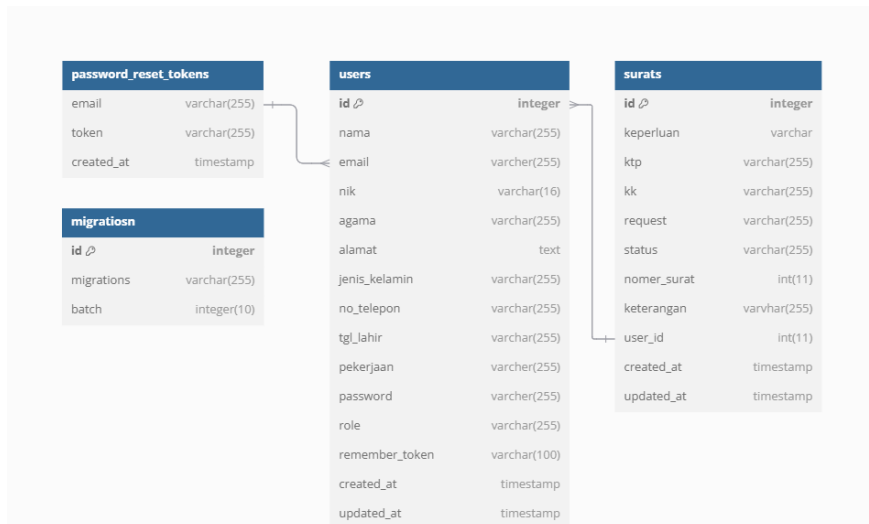 password_reset_tokens
email varchar(255)
token varchar(255)
created_at timestamp
migratiosn
id integer
migrations varchar(255)
batch integer(10)
users
id integer
nama varchar(255)
email varcher(255)
nik varchar(16)
agama varchar(255)
alamat text
jenis_kelamin varchar(255)
no_telepon varchar(255)
tgl_lahir varchar(255)
pekerjaan varcher(255)
password varcher(255)
role varchar(255)
remember_token varchar(100)
created_at timestamp
updated_at timestamp
surats
id integer
keperluan varchar
ktp varchar(255)
kk varchar(255)
request varchar(255)
status varchar(255)
nomer_surat int(11)
keterangan varvhar(255)
user_id int(11)
created_at timestamp
updated_at timestamp